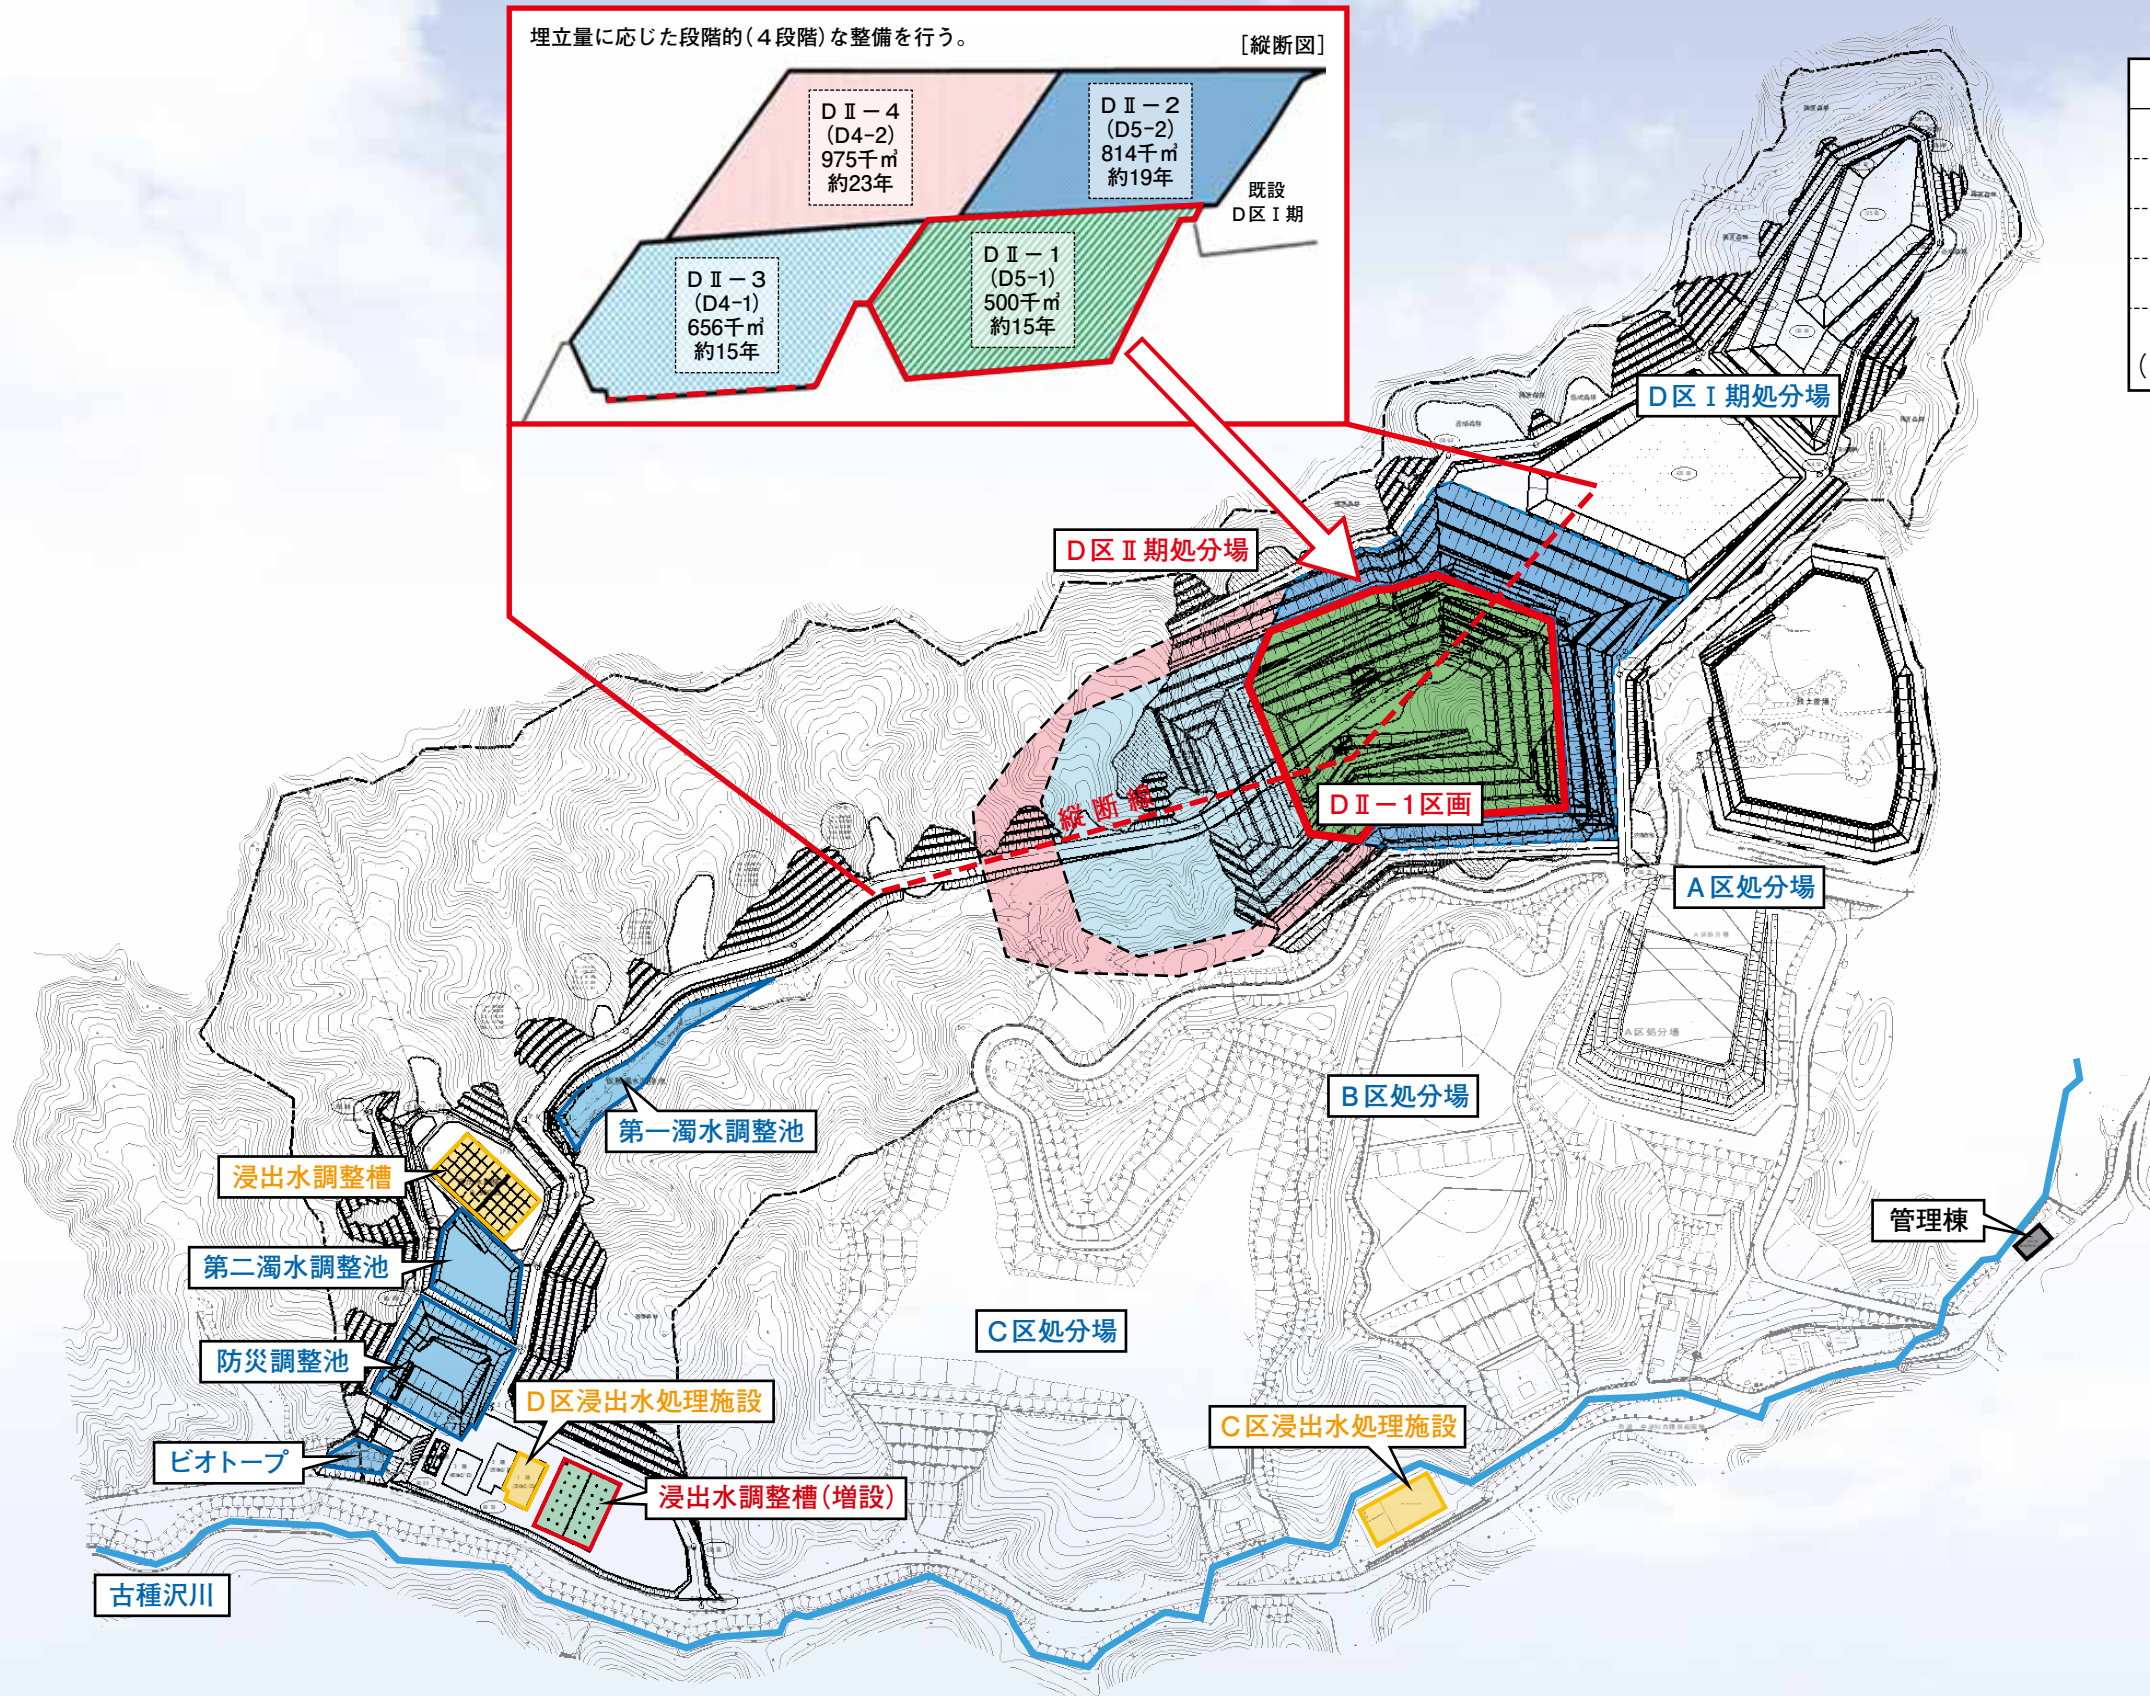 埋立量に応じた段階的(4段階)な整備を行う。
[縦断図]
DⅡ－4
(D4-2)
975千㎥
約23年
DⅡ－2
(D5-2)
814千㎥
約19年
既設
D区Ⅰ期
DⅡ－3
(D4-1)
656千㎥
約15年
DⅡ－1
(D5-1)
500千㎥
約15年
D区Ⅰ期処分場
D区Ⅱ期処分場
縦断線
DⅡ－1区画
A区処分場
A区処分場
B区処分場
第一濁水調整池
浸出水調整槽
管理棟
第二濁水調整池
C区処分場
防災調整池
D区浸出水処理施設
C区浸出水処理施設
ビオトープ
浸出水調整槽(増設)
古種沢川
(